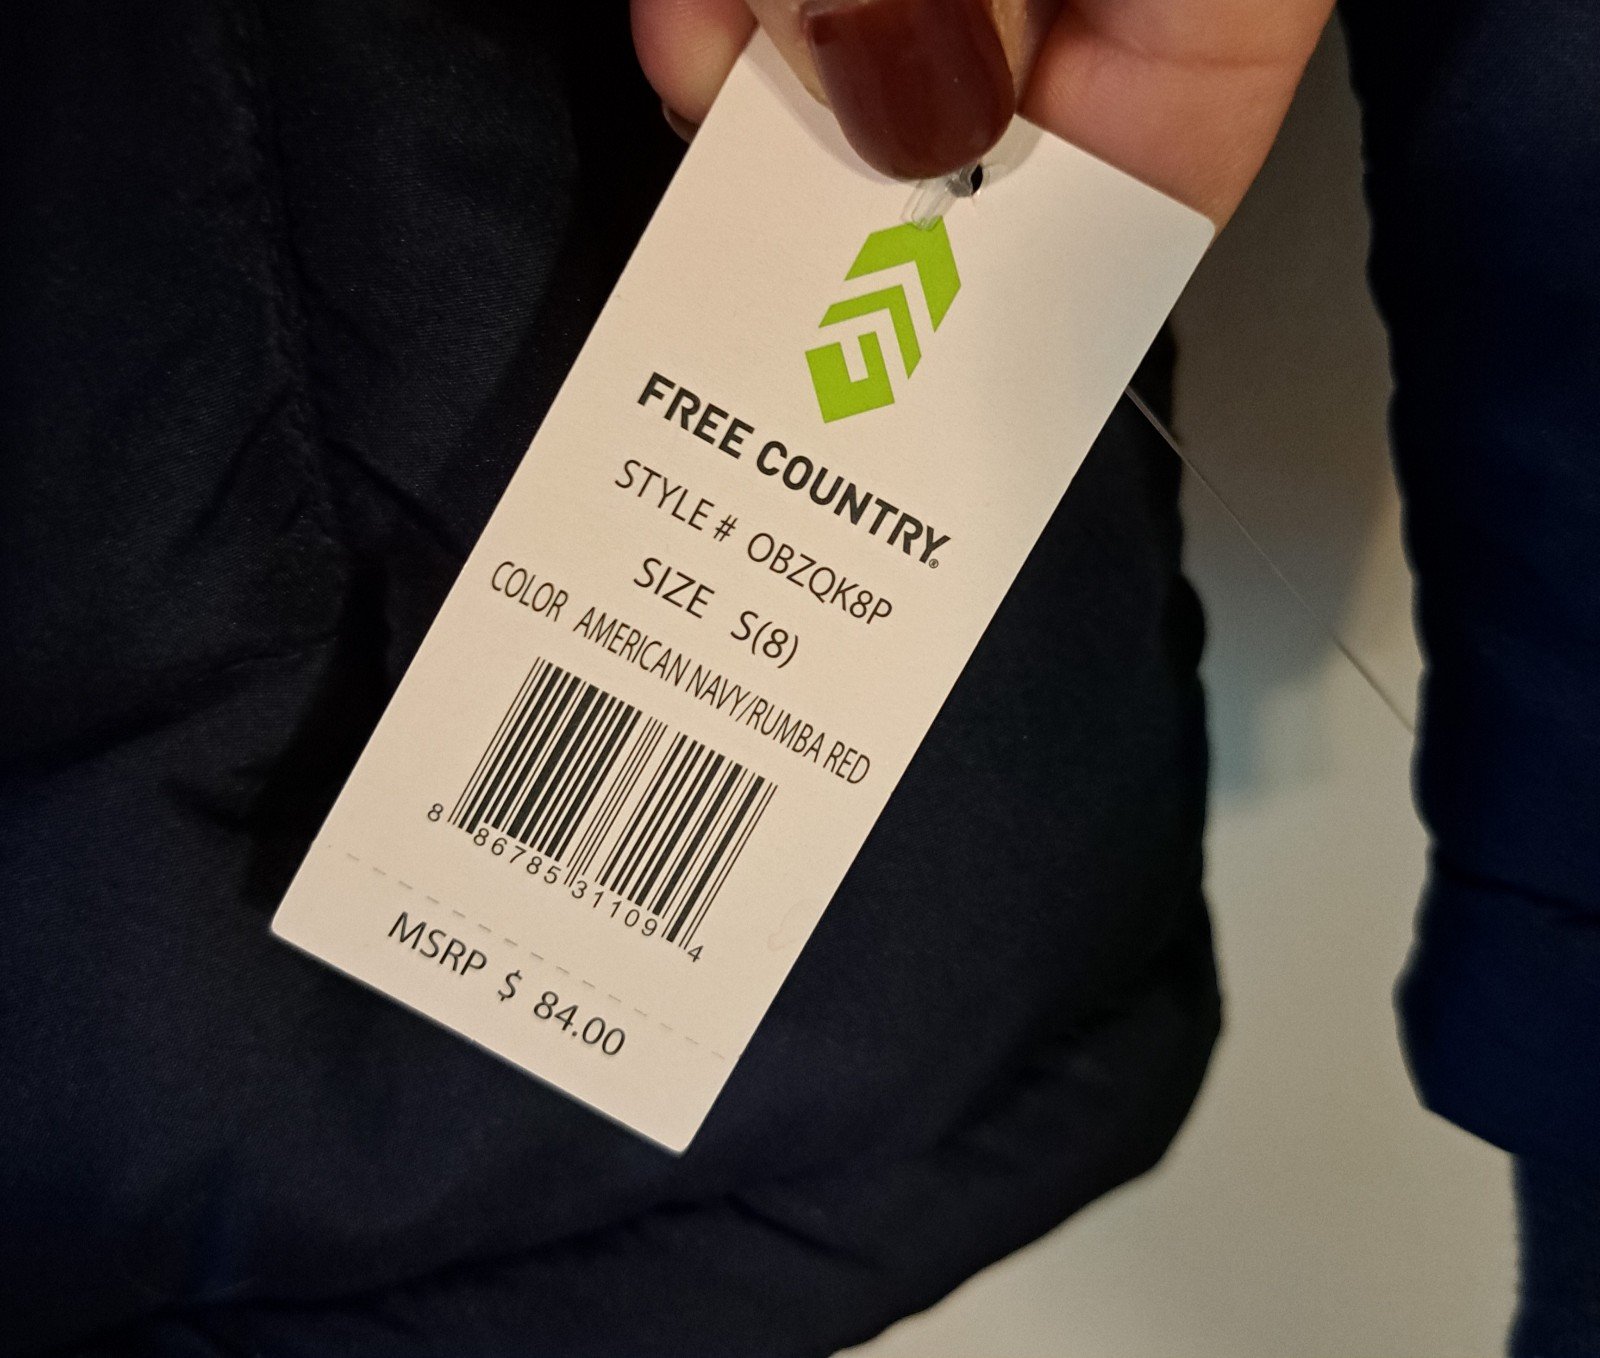 FREE COUNTRY®
STYLE # OBZQK8P
SIZE S(8)
COLOR AMERICAN NAVY/RUMBA RED
8 86785 31109 4
MSRP $ 84.00